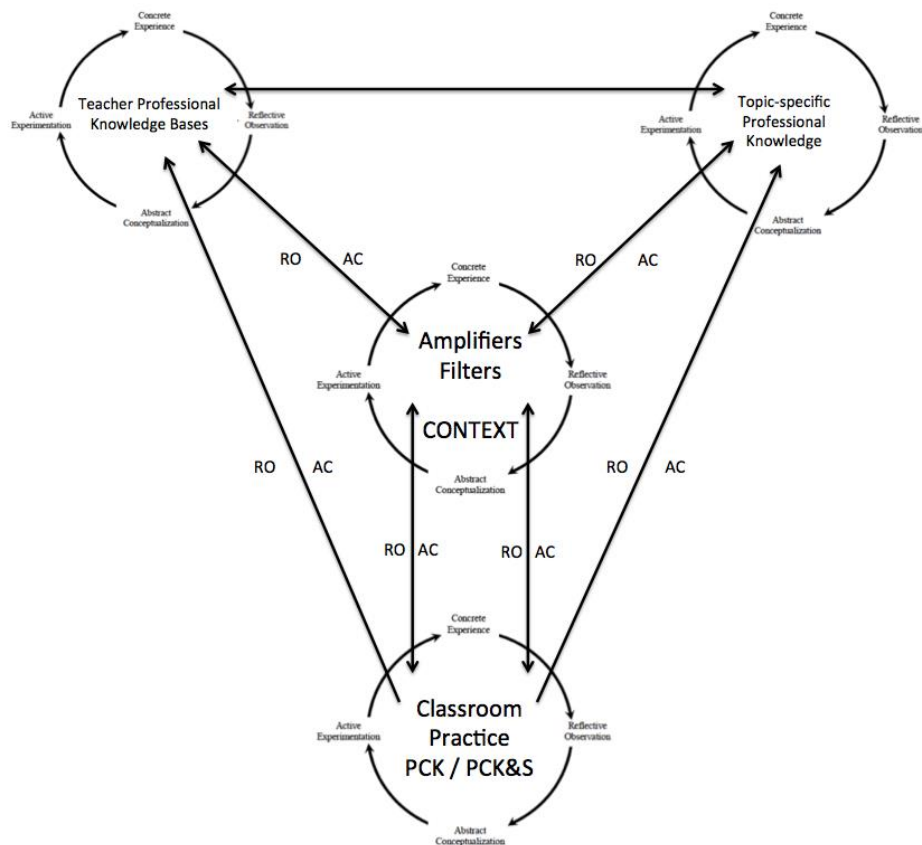 Concrete
Experience
Teacher Professional
Knowledge Bases
Active
Experimentation
Reflective
Observation
Abstract
Conceptualization
Concrete
Experience
Topic-specific
Professional
Knowledge
Active
Experimentation
Reflective
Observation
Abstract
Conceptualization
RO AC
RO AC
Concrete
Experience
Amplifiers
Filters
Active
Experimentation
Reflective
Observation
CONTEXT
Abstract
Conceptualization
RO AC
RO AC
RO AC
RO AC
Concrete
Experience
Classroom
Practice
PCK / PCK&S
Active
Experimentation
Reflective
Observation
Abstract
Conceptualization